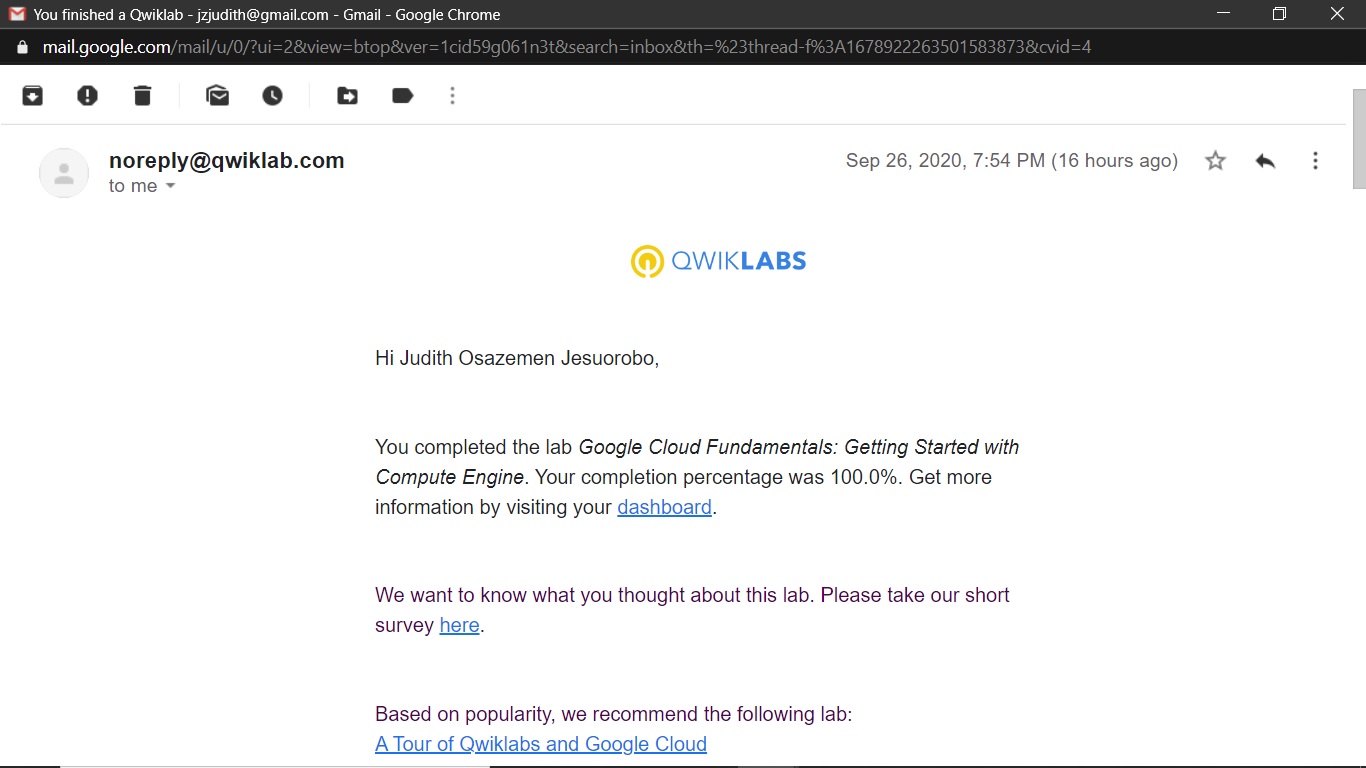 You finished a Qwiklab - jzjudith@gmail.com - Gmail - Google Chrome
mail.google.com/mail/u/0/?ui=2&view=btop&ver=1cid59g061n3t&search=inbox&th=%23thread-f%3A1678922263501583873&cvid=4
noreply@qwiklab.com
Sep 26, 2020, 7:54 PM (16 hours ago)
to me
QWIKLABS
Hi Judith Osazemen Jesuorobo,
You completed the lab Google Cloud Fundamentals: Getting Started with
Compute Engine. Your completion percentage was 100.0%. Get more
information by visiting your dashboard.
We want to know what you thought about this lab. Please take our short
survey here.
Based on popularity, we recommend the following lab:
A Tour of Qwiklabs and Google Cloud